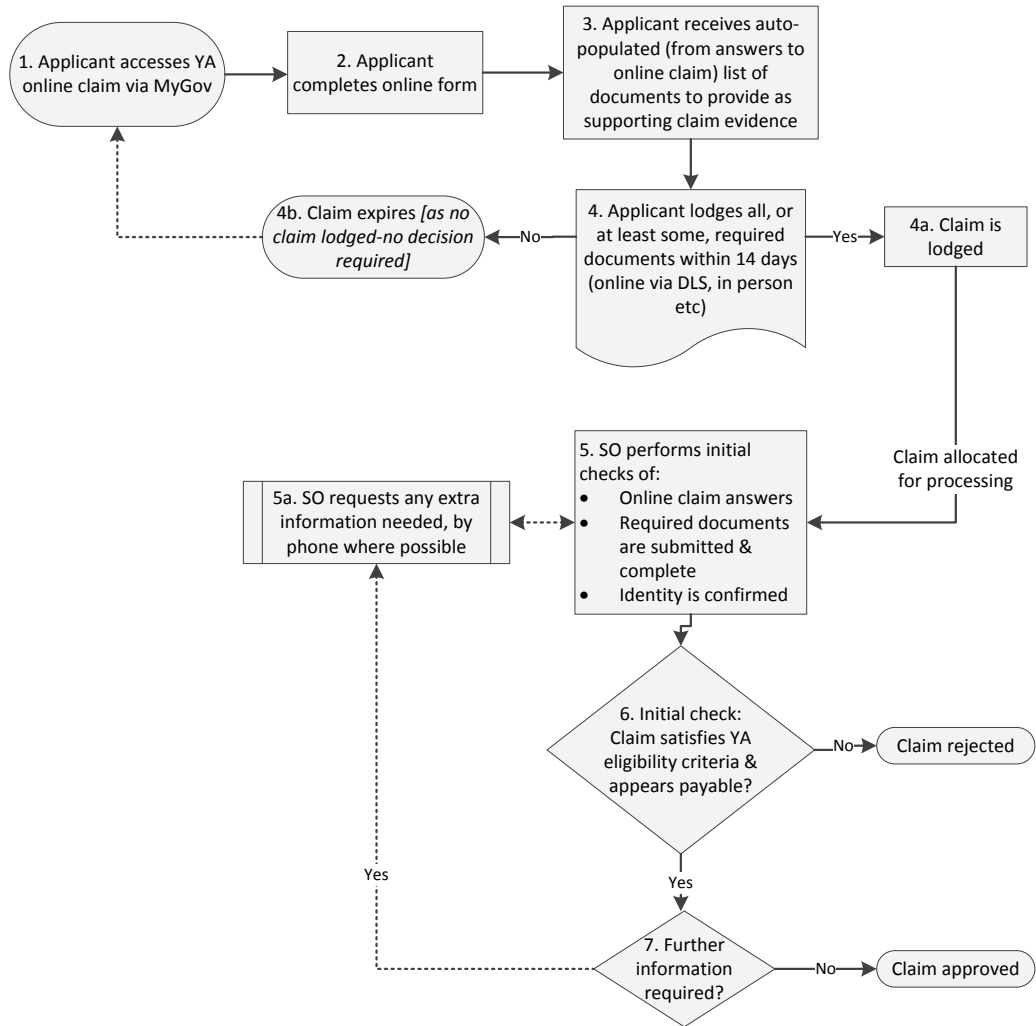 1. Applicant accesses YA
online claim via MyGov
2. Applicant
completes online form
3. Applicant receives auto-
populated (from answers to
online claim) list of
documents to provide as
supporting claim evidence
4b. Claim expires [as no
claim lodged-no decision
required]
No
4. Applicant lodges all, or
at least some, required
documents within 14 days
(online via DLS, in person
etc)
Yes
4a. Claim is
lodged
Claim allocated
for processing
5. SO performs initial
checks of:
● Online claim answers
● Required documents
are submitted &
complete
● Identity is confirmed
5a. SO requests any extra
information needed, by
phone where possible
6. Initial check:
Claim satisfies YA
eligibility criteria &
appears payable?
No
Claim rejected
Yes
Yes
7. Further
information
required?
No
Claim approved